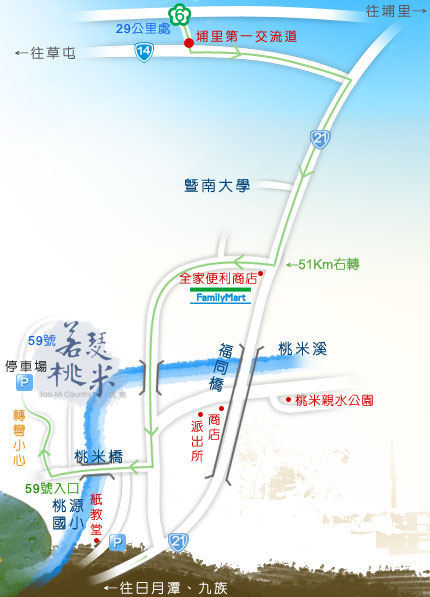 往埔里→
29公里處
6
埔里第一交流道
←往草屯
14
21
暨南大學
←51Km右轉
全家便利商店
FamilyMart
59號
若瑟
桃米
停車場
P
福同橋
桃米溪
桃米親水公園
商店
派出所
轉彎小心
桃米橋
59號入口
桃源
國小
紙教堂
P
21
←往日月潭、九族